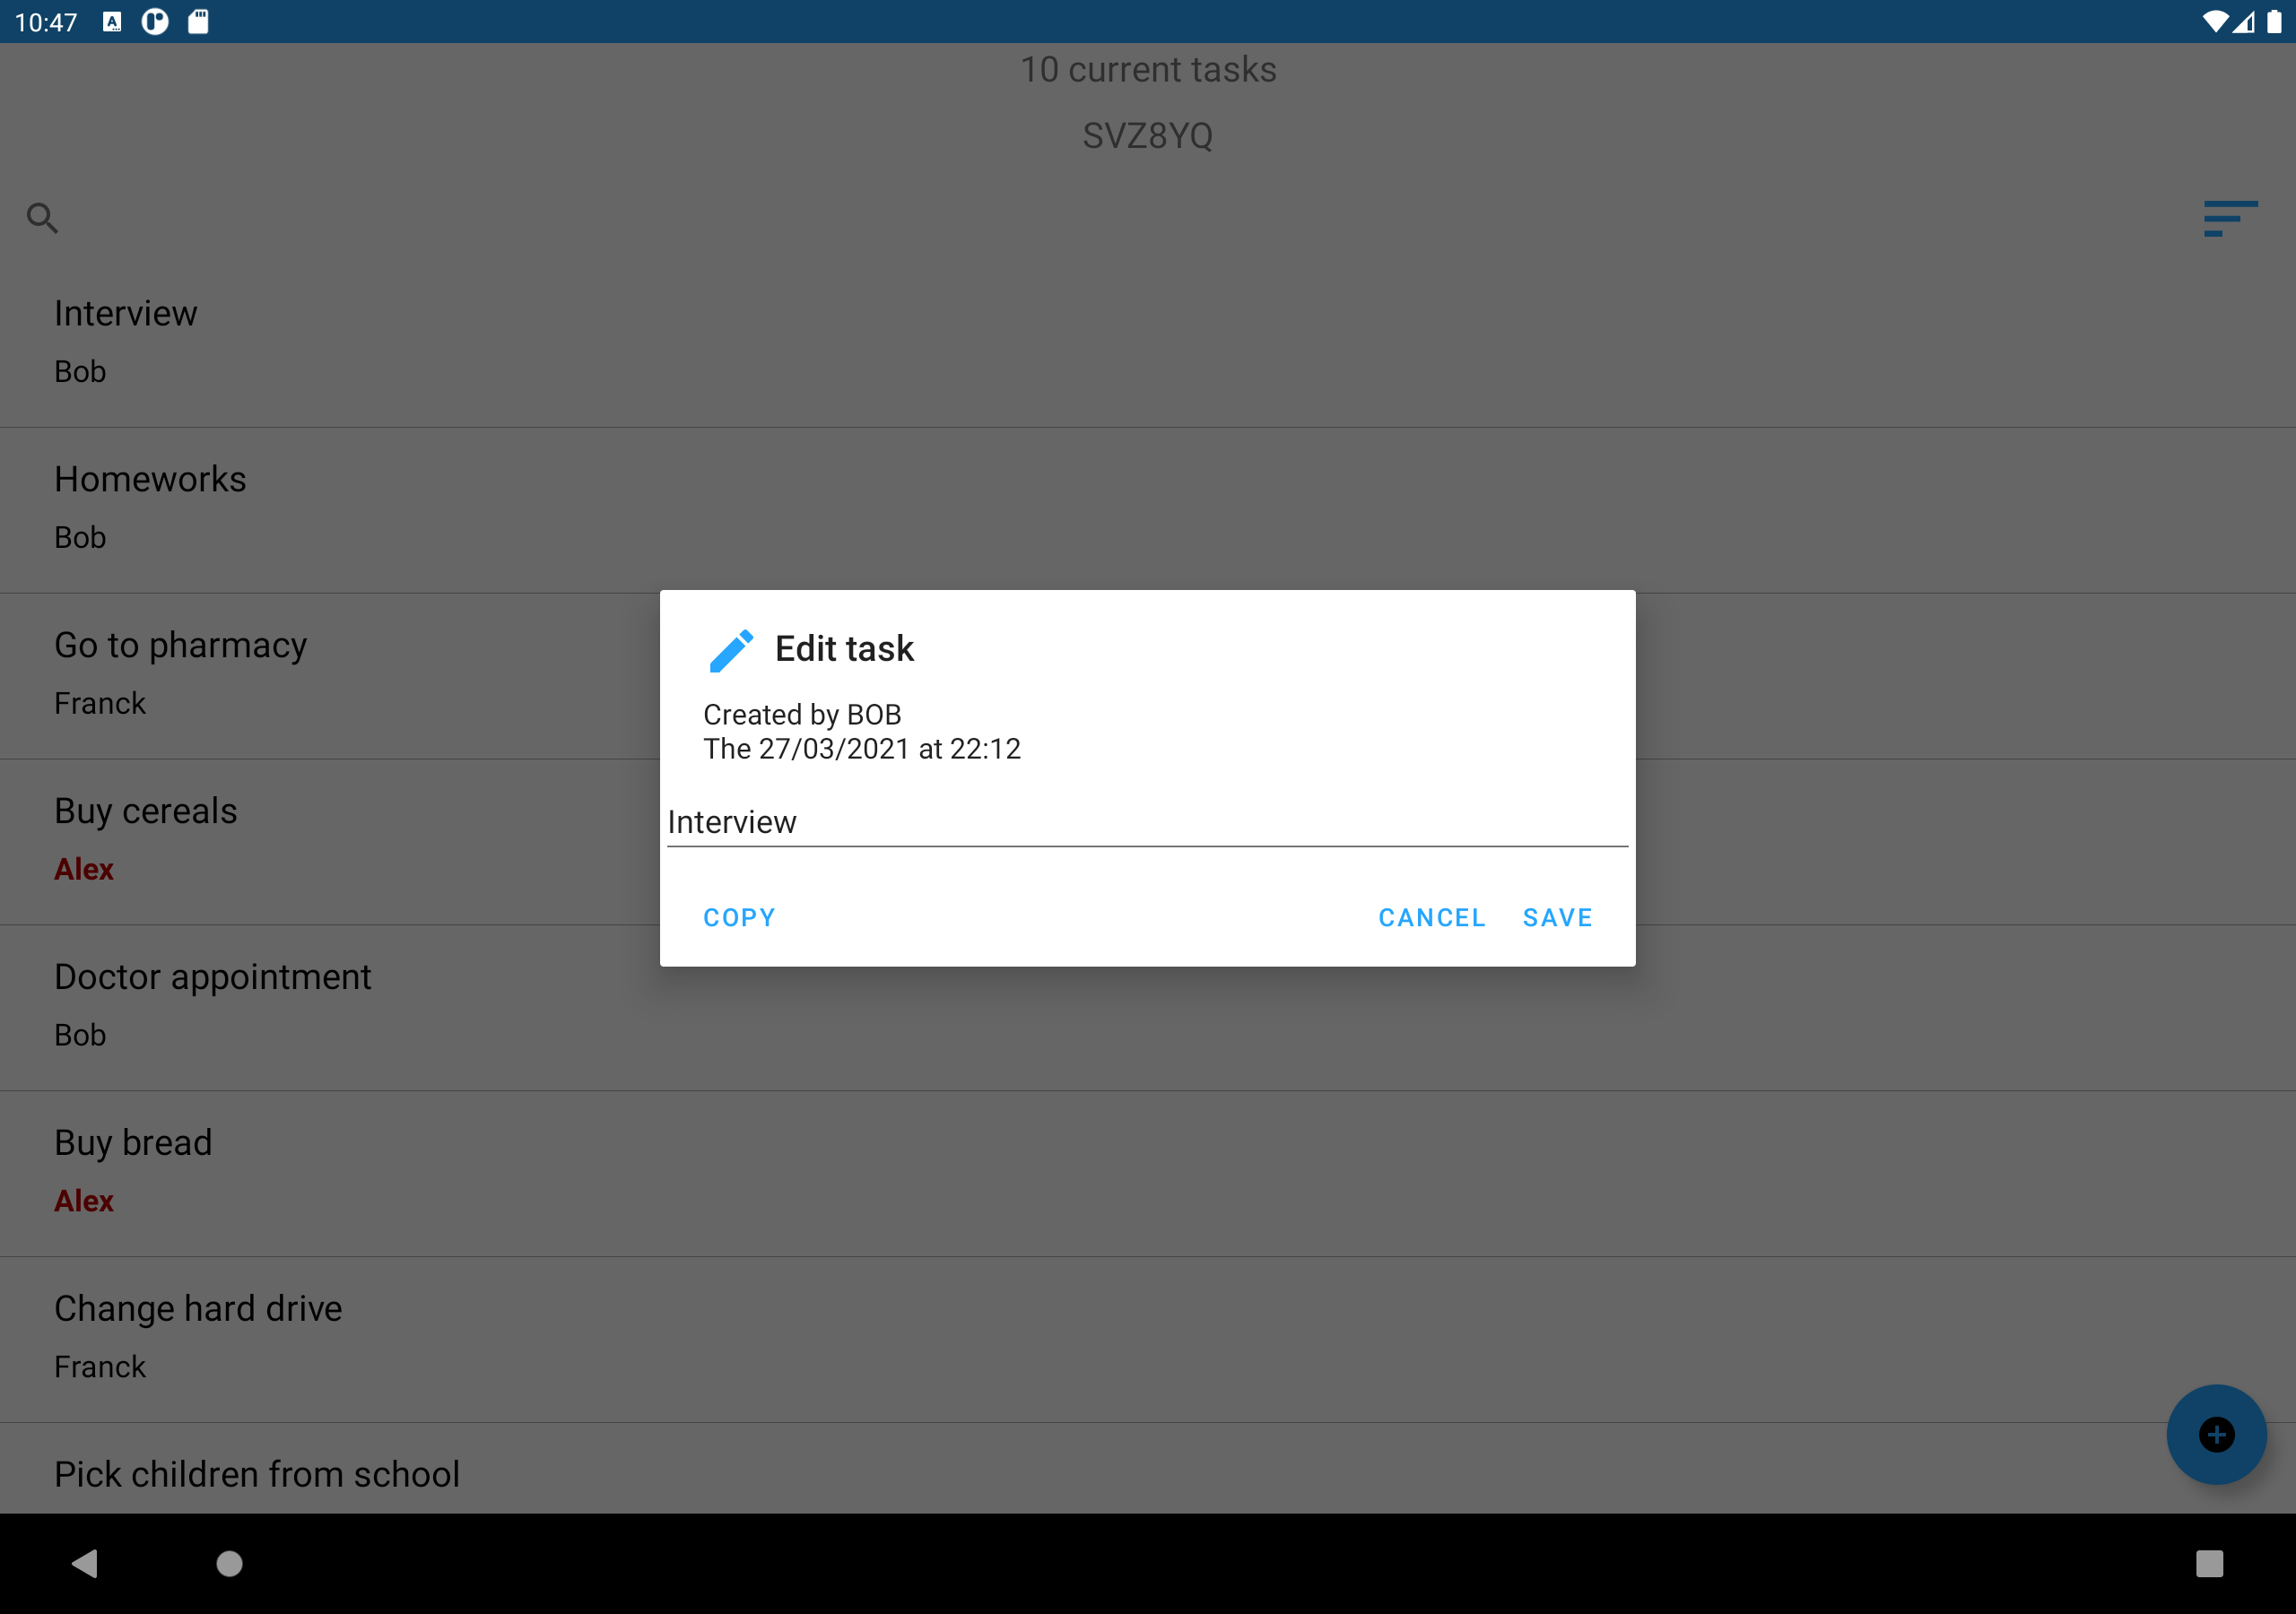 10:47
10 current tasks
SVZ8YQ
Interview
Bob
Homeworks
Bob
Go to pharmacy
Franck
Buy cereals
Alex
Doctor appointment
Bob
Buy bread
Alex
Change hard drive
Franck
Pick children from school
Edit task
Created by BOB
The 27/03/2021 at 22:12
Interview
COPY CANCEL SAVE